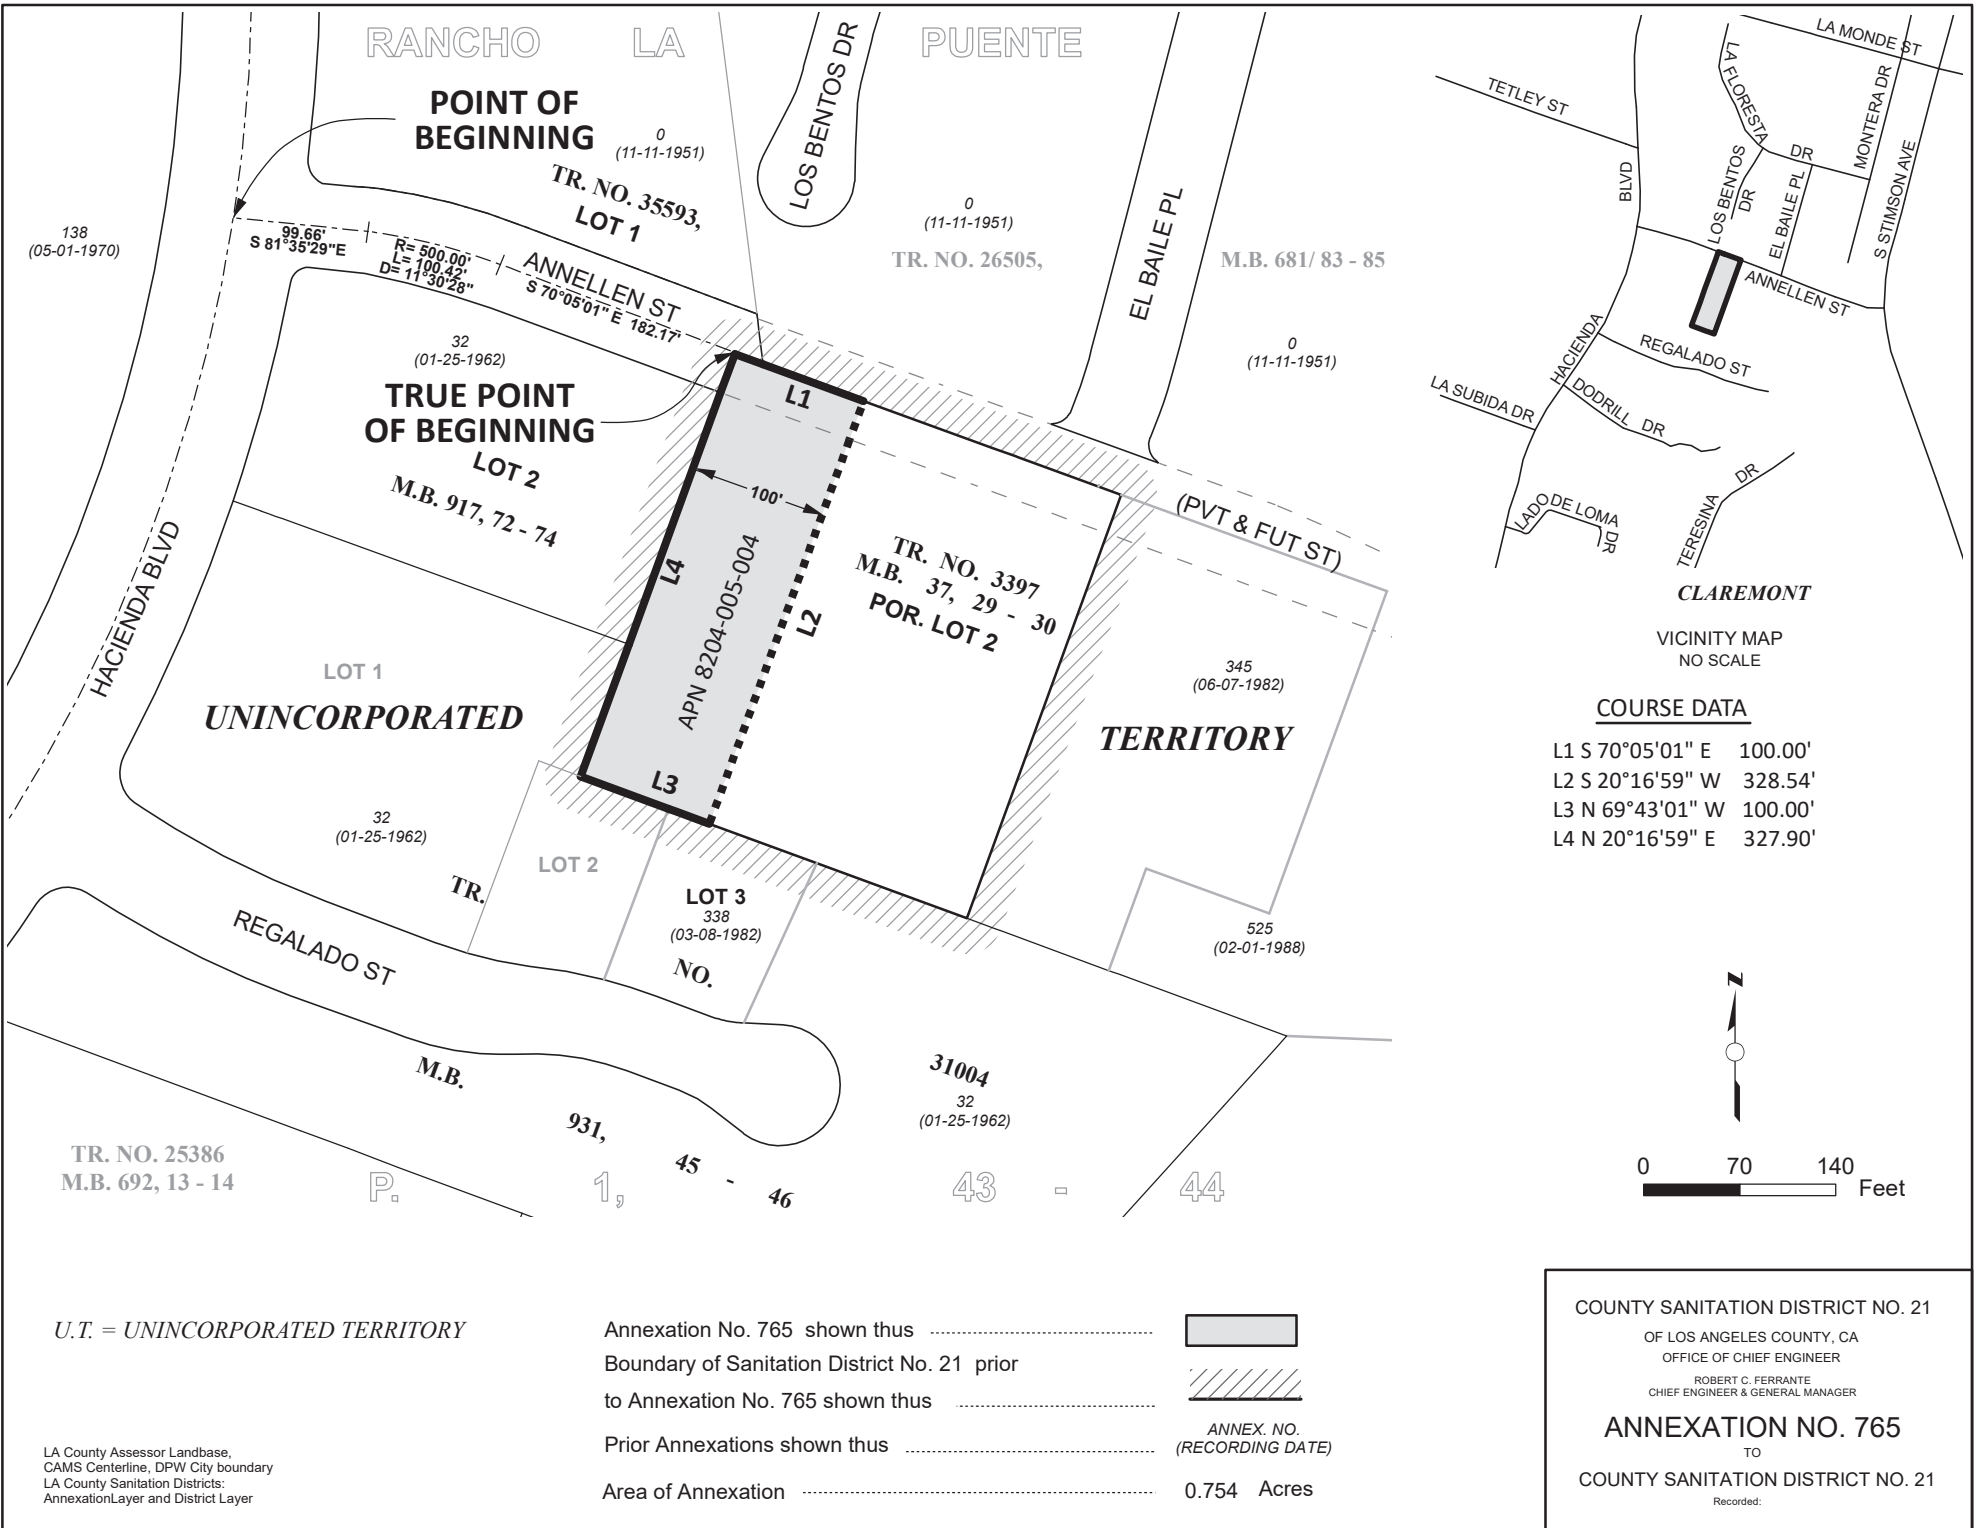 RANCHO LA PUENTE
POINT OF
BEGINNING
0
(11-11-1951)
TR. NO. 35593,
LOT 1
LOS BENTOS DR
0
(11-11-1951)
TR. NO. 26505,
M.B. 681/ 83 - 85
EL BAILE PL
0
(11-11-1951)
138
(05-01-1970)
99.66'
S 81°35'29"E
R= 500.00'
L= 100.42'
D= 11°30'28"
ANNELLEN ST
S 70°05'01" E 182.17'
32
(01-25-1962)
TRUE POINT
OF BEGINNING
LOT 2
M.B. 917, 72 - 74
L1
100'
L4
APN 8204-005-004
L2
L3
TR. NO. 3397
M.B. 37, 29 - 30
POR. LOT 2
(PVT & FUT ST)
HACIENDA BLVD
LOT 1
UNINCORPORATED
TERRITORY
345
(06-07-1982)
32
(01-25-1962)
TR.
LOT 2
LOT 3
338
(03-08-1982)
NO.
525
(02-01-1988)
REGALADO ST
M.B.
931,
45 - 46
31004
32
(01-25-1962)
TR. NO. 25386
M.B. 692, 13 - 14
P. 1, 43 - 44
LA MONDE ST
TETLEY ST
LA FLORESTA
DR
MONTERA DR
S STIMSON AVE
BLVD
LOS BENTOS
DR
EL BAILE PL
ANNELLEN ST
HACIENDA
REGALADO ST
LA SUBIDA DR
DODRILL DR
LADO DE LOMA
DR
TERESINA
DR
CLAREMONT
VICINITY MAP
NO SCALE
COURSE DATA
L1 S 70°05'01" E 100.00'
L2 S 20°16'59" W 328.54'
L3 N 69°43'01" W 100.00'
L4 N 20°16'59" E 327.90'
N
0 70 140
Feet
U.T. = UNINCORPORATED TERRITORY
LA County Assessor Landbase,
CAMS Centerline, DPW City boundary
LA County Sanitation Districts:
AnnexationLayer and District Layer
Annexation No. 765 shown thus
Boundary of Sanitation District No. 21 prior
to Annexation No. 765 shown thus
Prior Annexations shown thus
ANNEX. NO.
(RECORDING DATE)
Area of Annexation 0.754 Acres
COUNTY SANITATION DISTRICT NO. 21
OF LOS ANGELES COUNTY, CA
OFFICE OF CHIEF ENGINEER
ROBERT C. FERRANTE
CHIEF ENGINEER & GENERAL MANAGER
ANNEXATION NO. 765
TO
COUNTY SANITATION DISTRICT NO. 21
Recorded: